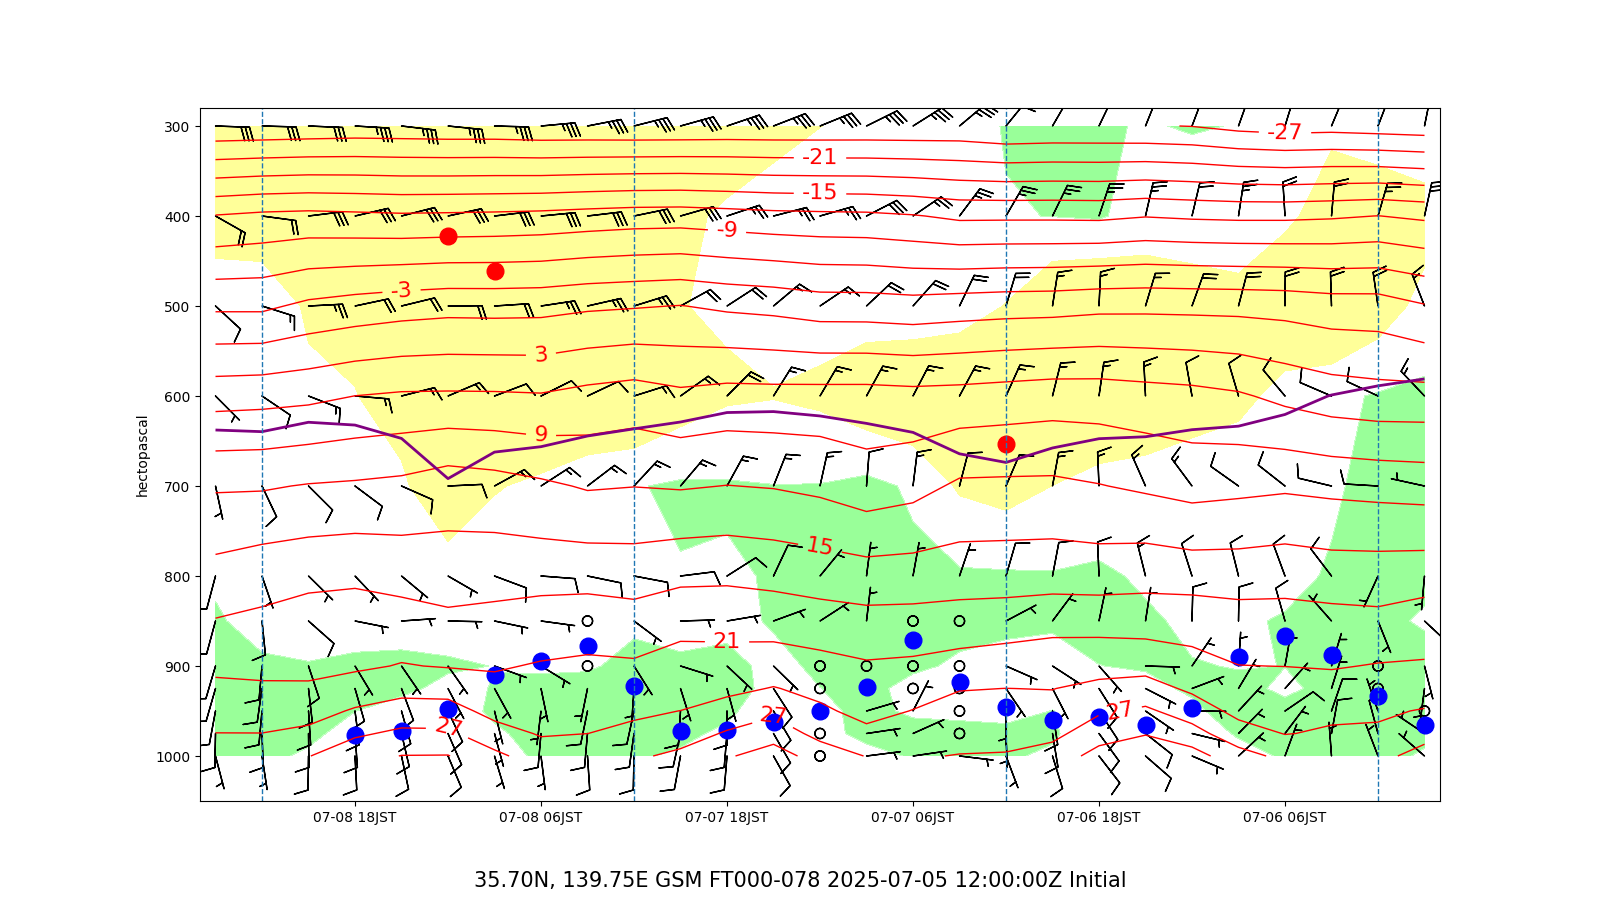 300
400
500
600
700
800
900
1000
hectopascal
-27
-21
-15
-9
-3
3
9
15
21
27
27
27
07-08 18JST
07-08 06JST
07-07 18JST
07-07 06JST
07-06 18JST
07-06 06JST
35.70N, 139.75E GSM FT000-078 2025-07-05 12:00:00Z Initial